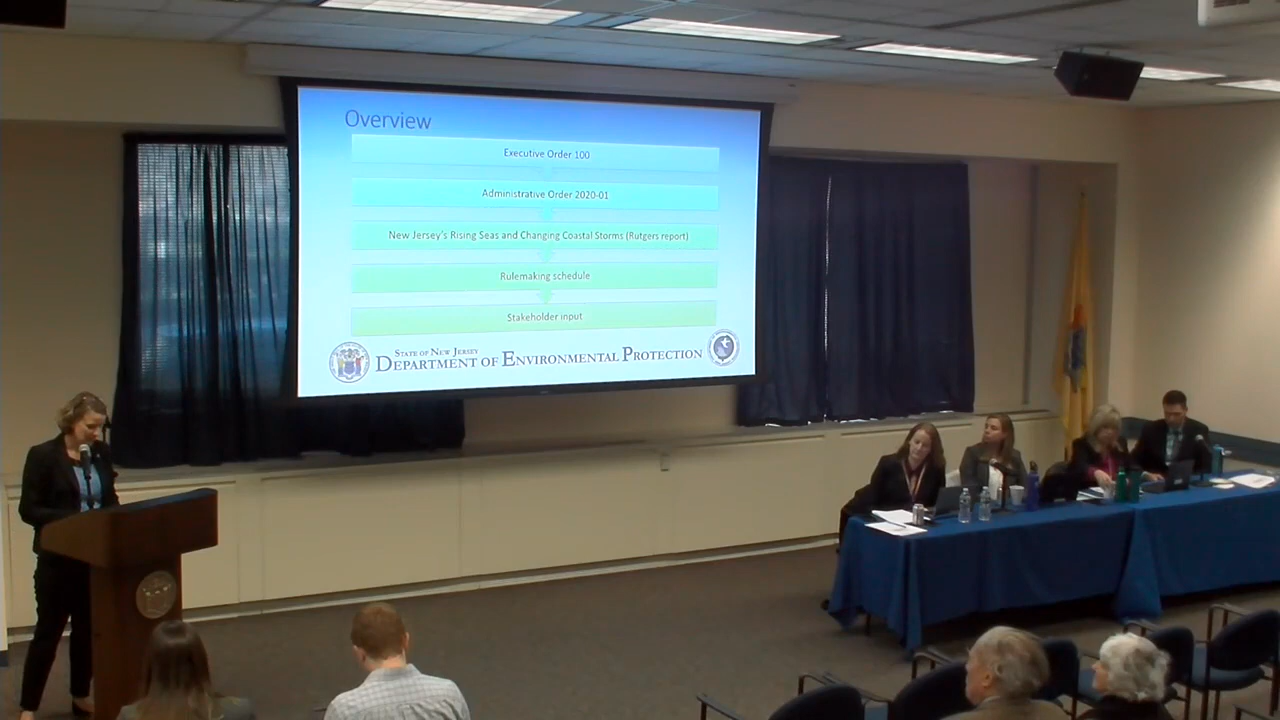 Overview
Executive Order 100
Administrative Order 2020-01
New Jersey's Rising Seas and Changing Coastal Storms (Rutgers report)
Rulemaking schedule
Stakeholder input
STATE OF NEW JERSEY
DEPARTMENT OF ENVIRONMENTAL PROTECTION